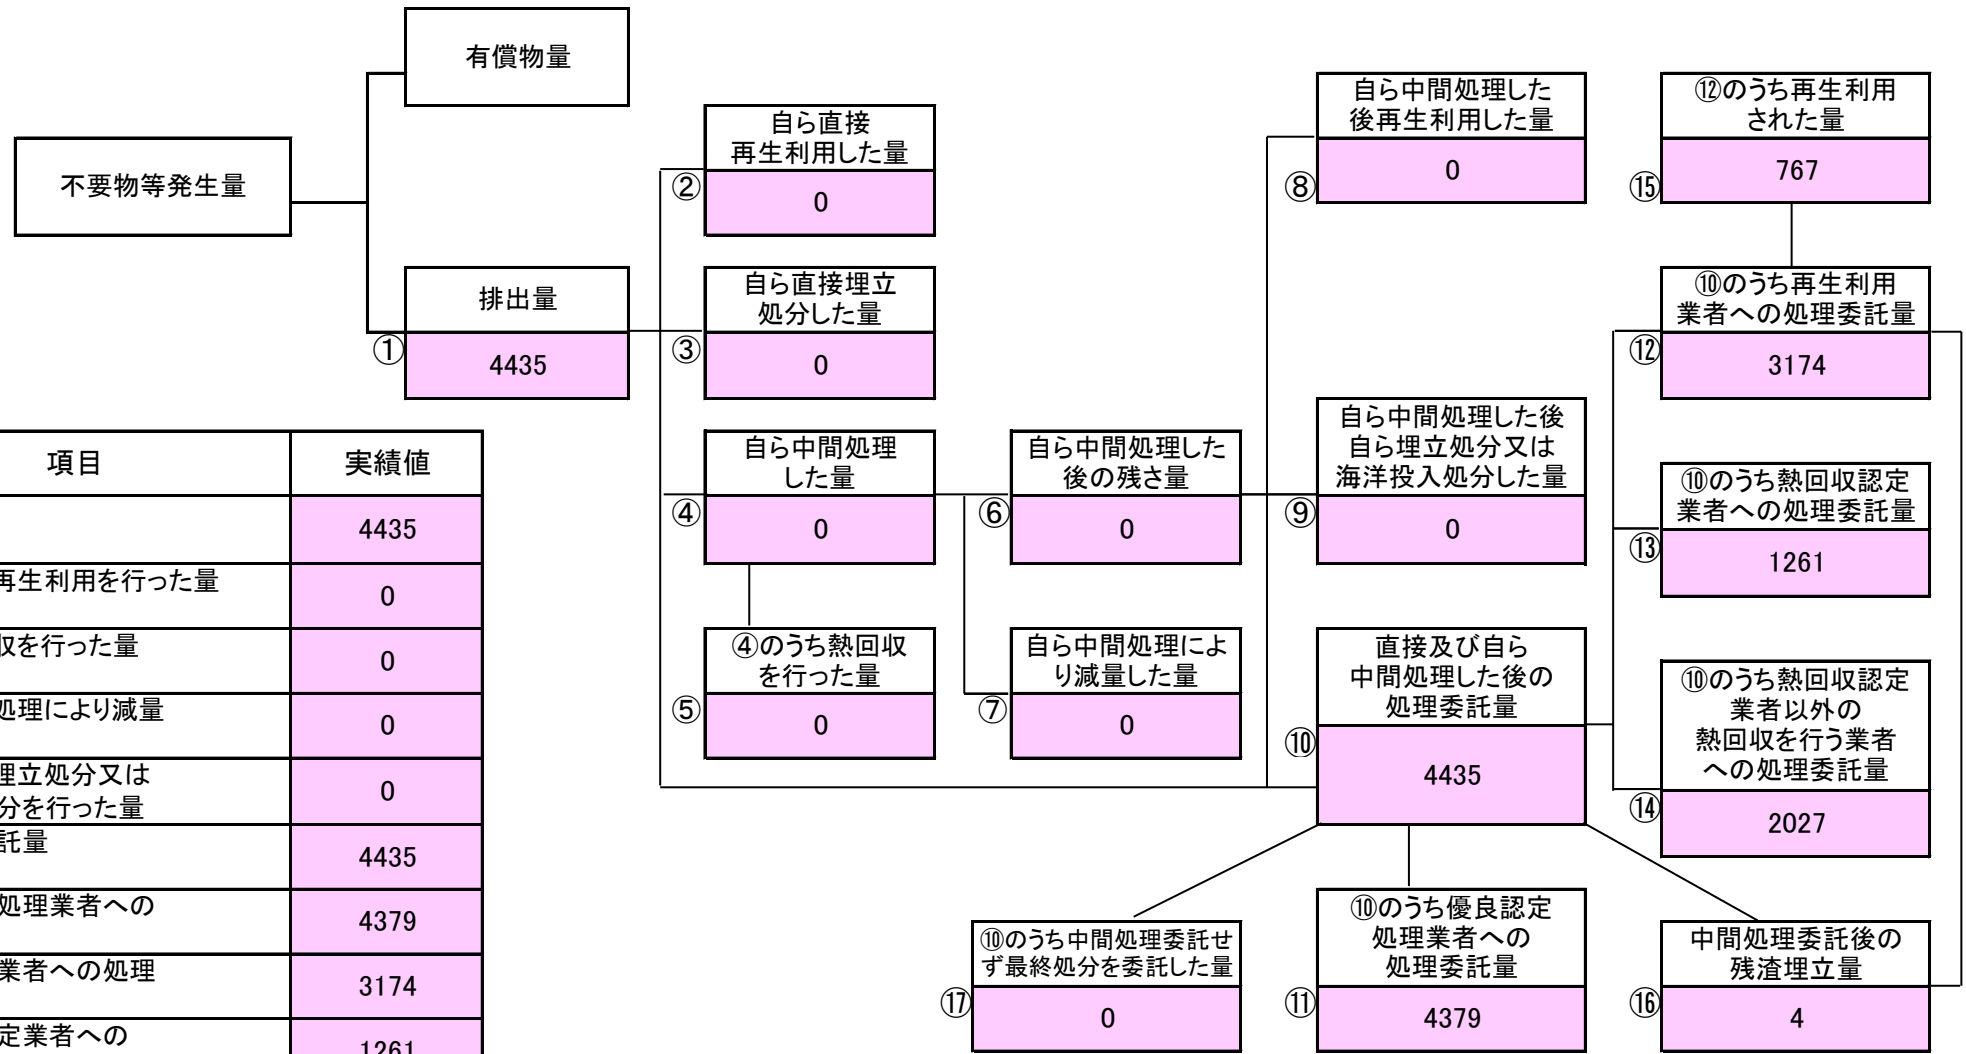 有償物量
不要物等発生量
排出量
①
4435
自ら直接
再生利用した量
②
0
自ら直接埋立
処分した量
③
0
自ら中間処理
した量
④
0
④のうち熱回収
を行った量
⑤
0
自ら中間処理した
後の残さ量
⑥
0
自ら中間処理によ
り減量した量
⑦
0
自ら中間処理した
後再生利用した量
⑧
0
自ら中間処理した後
自ら埋立処分又は
海洋投入処分した量
⑨
0
直接及び自ら
中間処理した後の
処理委託量
⑩
4435
⑫のうち再生利用
された量
⑮
767
⑩のうち再生利用
業者への処理委託量
⑫
3174
⑩のうち熱回収認定
業者への処理委託量
⑬
1261
⑩のうち熱回収認定
業者以外の
熱回収を行う業者
への処理委託量
⑭
2027
⑩のうち中間処理委託せ
ず最終処分を委託した量
⑰
0
⑩のうち優良認定
処理業者への
処理委託量
⑪
4379
中間処理委託後の
残渣埋立量
⑯
4
項目 実績値
4435
再生利用を行った量
0
収を行った量
0
処理により減量
0
埋立処分又は
分を行った量
0
託量
4435
処理業者への
4379
業者への処理
3174
定業者への
1261